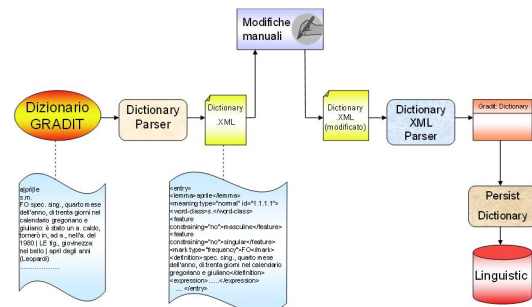 Modifiche
manuali
Dizionario
GRADIT
Dictionary
Parser
Dictionary
.XML
Dictionary
.XML
(modificato)
Dictionary
XML
Parser
Gradit: Dictionary
Persist
Dictionary
Linguistic
a|pri|le
s.m.
FO spec. sing., quarto mese
dell'anno, di trenta giorni nel
calendario gregoriano e
giuliano: è stato un a. caldo,
tornerò in, ad a., nell'a. del
1960 | LE fig., giovinezza:
nel bello | april degli anni
(Leopardi)
....................
<entry>
<lemma>aprile</lemma>
<meaning type="normal" id="1.1.1.1">
<word-class>s.</word-class>
<feature
constraining="no">masculine</feature>
<feature
constraining="no">singular</feature>
<mark type="frequency">FO</mark>
<definition>spec. sing., quarto mese
dell'anno, di trenta giorni nel calendario
gregoriano e giuliano</definition>
<expression>......</expression>
.... </entry>